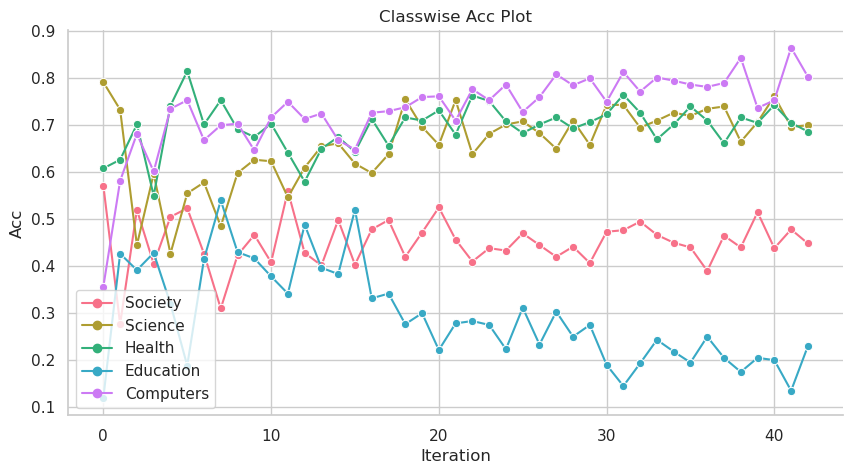 Classwise Acc Plot
0.9
0.8
0.7
0.6
0.5
0.4
0.3
0.2
0.1
Acc
Society
Science
Health
Education
Computers
0 10 20 30 40
Iteration